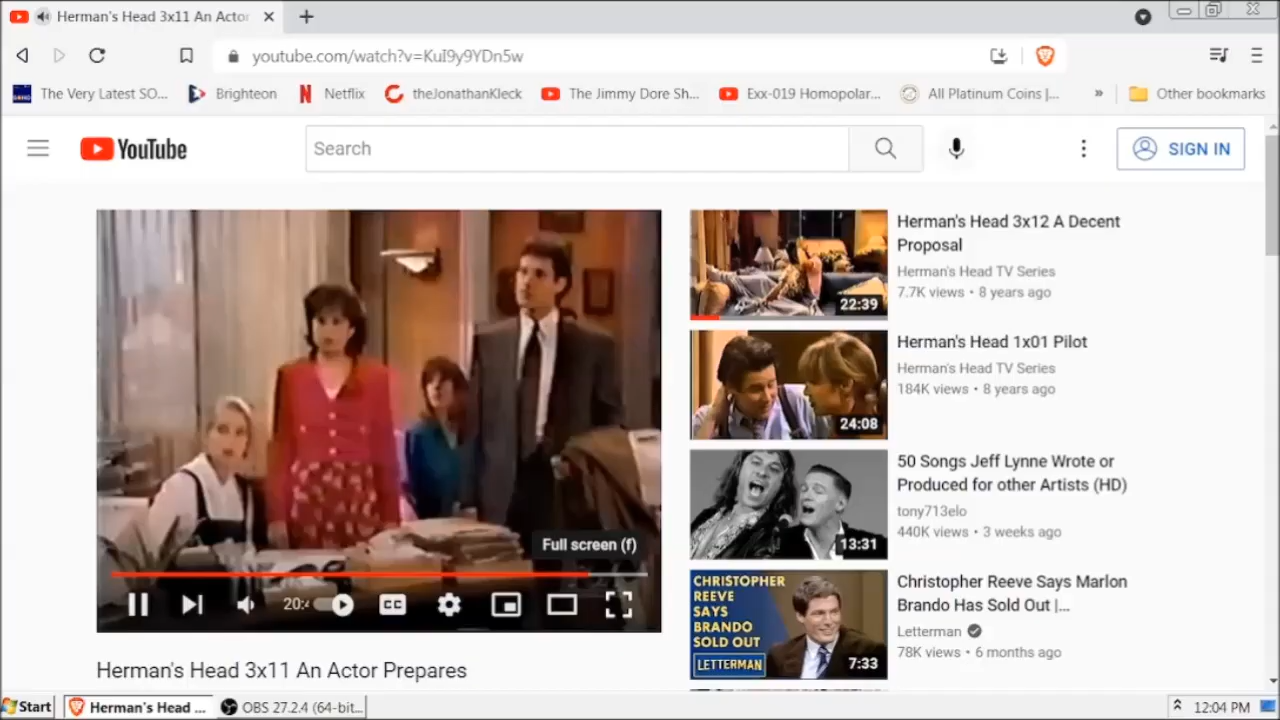 Herman's Head 3x11 An Actor
youtube.com/watch?v=KuI9y9YDn5w
The Very Latest SO...
Brighteon
Netflix
theJonathanKleck
The Jimmy Dore Sh...
Exx-019 Homopolar...
All Platinum Coins |...
»
Other bookmarks
YouTube
Search
SIGN IN
Full screen (f)
20:4
CC
Herman's Head 3x11 An Actor Prepares
22:39
Herman's Head 3x12 A Decent
Proposal
Herman's Head TV Series
7.7K views • 8 years ago
24:08
Herman's Head 1x01 Pilot
Herman's Head TV Series
184K views • 8 years ago
13:31
50 Songs Jeff Lynne Wrote or
Produced for other Artists (HD)
tony713elo
440K views • 3 weeks ago
CHRISTOPHER
REEVE
SAYS
BRANDO
SOLD OUT
LETTERMAN
7:33
Christopher Reeve Says Marlon
Brando Has Sold Out |...
Letterman
78K views • 6 months ago
Start
Herman's Head ...
OBS 27.2.4 (64-bit...
12:04 PM